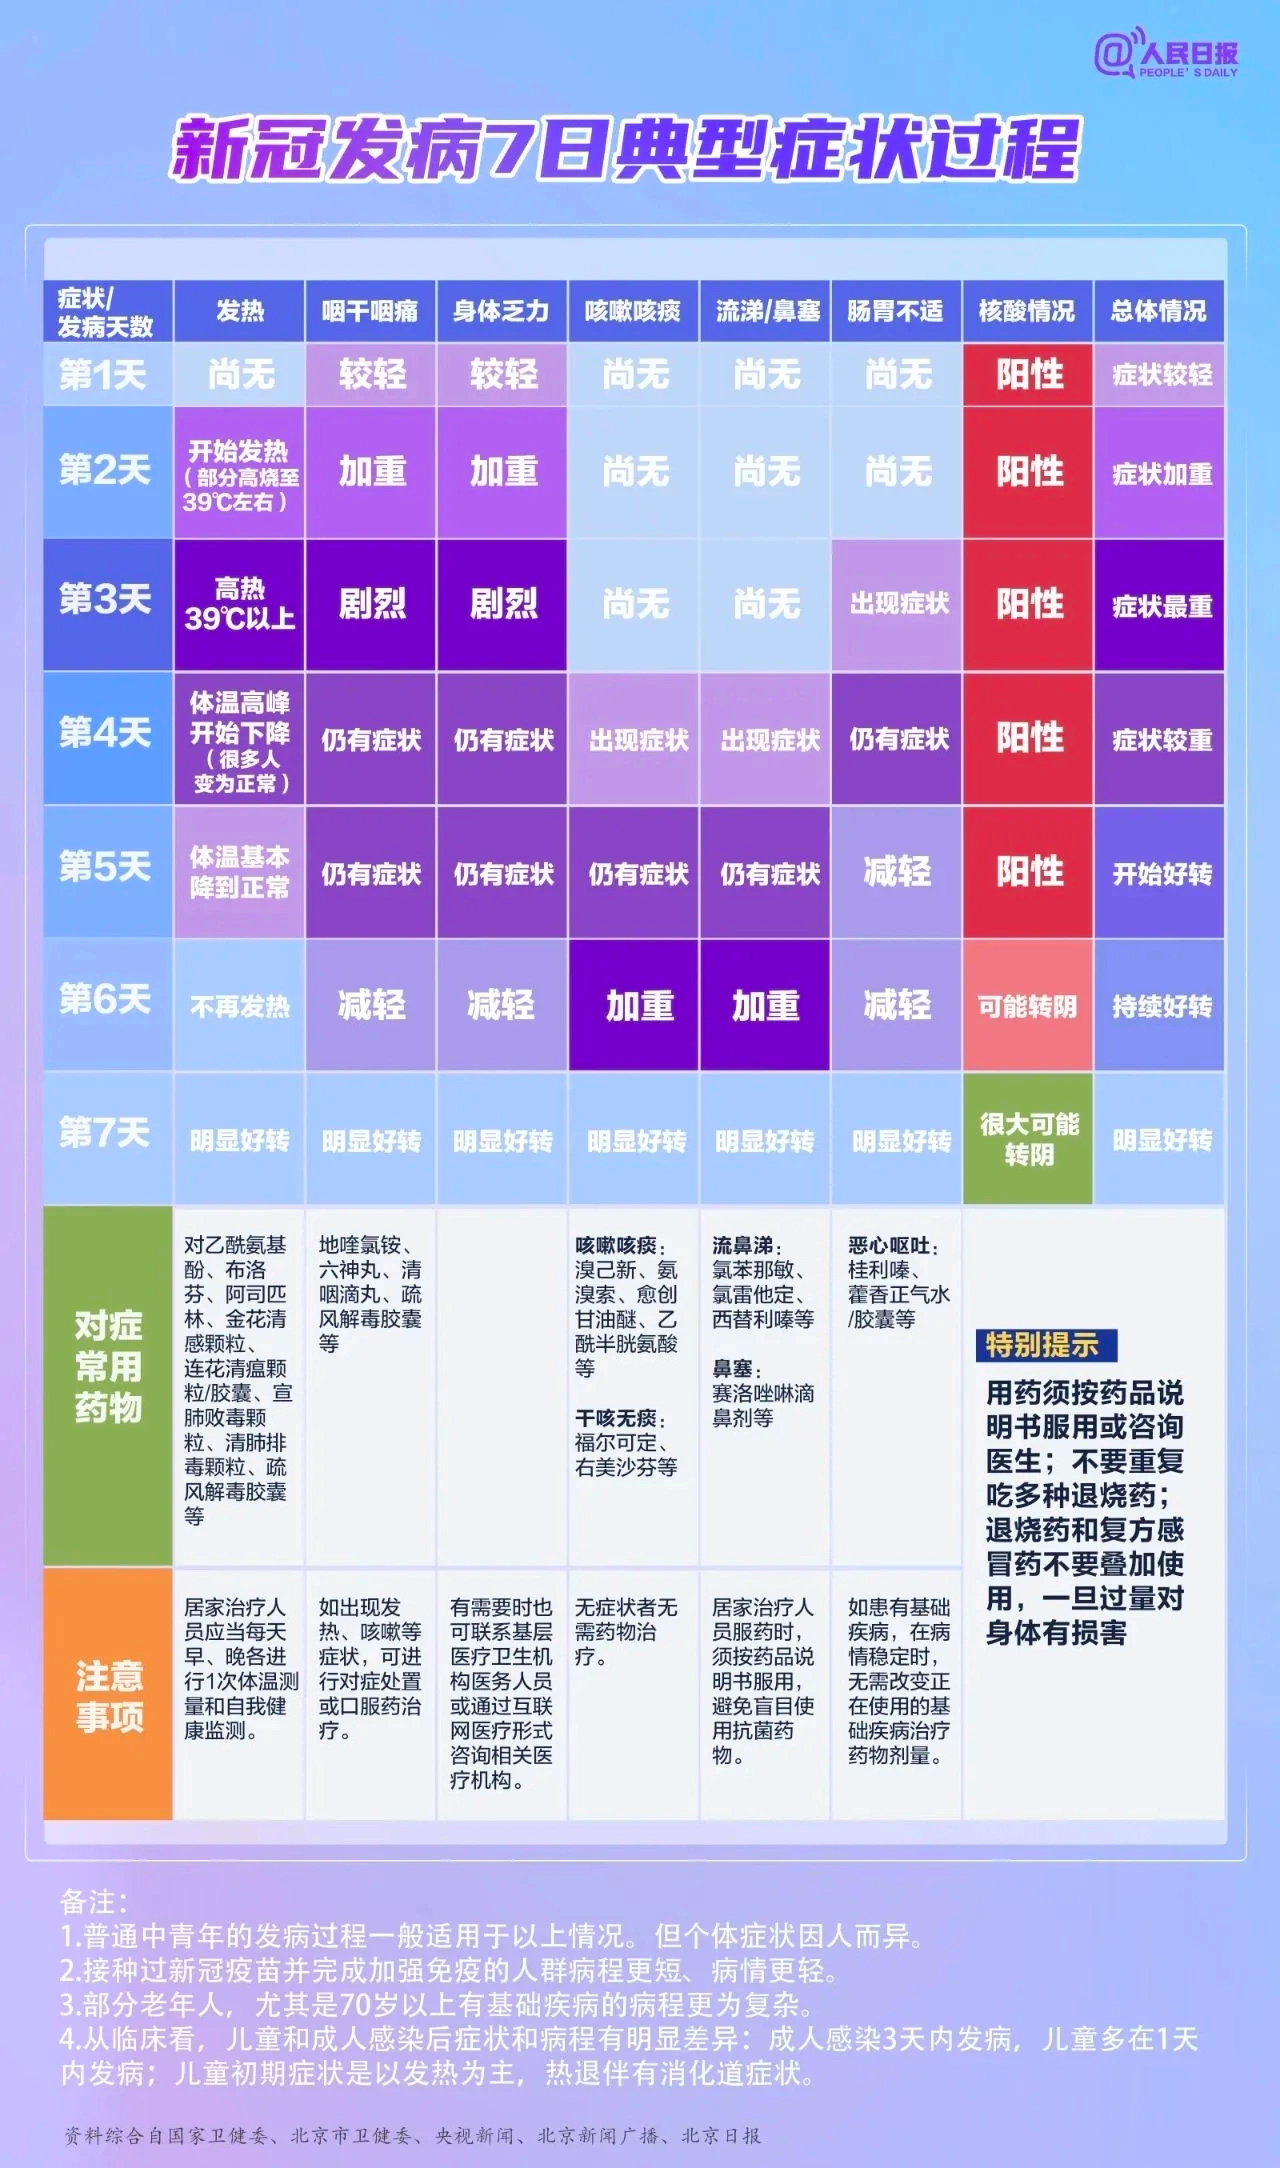 @人民日报
PEOPLE'S DAILY
新冠发病7日典型症状过程
症状/
发病天数
发热
咽干咽痛
身体乏力
咳嗽咳痰
流涕/鼻塞
肠胃不适
核酸情况
总体情况
第1天
尚无
较轻
较轻
尚无
尚无
尚无
阳性
症状较轻
第2天
开始发热
(部分高烧至
39℃左右)
加重
加重
尚无
尚无
尚无
阳性
症状加重
第3天
高热
39℃以上
剧烈
剧烈
尚无
尚无
出现症状
阳性
症状最重
第4天
体温高峰
开始下降
(很多人
变为正常)
仍有症状
仍有症状
出现症状
出现症状
仍有症状
阳性
症状较重
第5天
体温基本
降到正常
仍有症状
仍有症状
仍有症状
仍有症状
减轻
阳性
开始好转
第6天
不再发热
减轻
减轻
加重
加重
减轻
可能转阴
持续好转
第7天
明显好转
明显好转
明显好转
明显好转
明显好转
明显好转
很大可能
转阴
明显好转
对症
常用
药物
对乙酰氨基
酚、布洛
芬、阿司匹
林、金花清
感颗粒、
连花清瘟颗
粒/胶囊、宣
肺败毒颗
粒、清肺排
毒颗粒、疏
风解毒胶囊
等
地喹氯铵、
六神丸、清
咽滴丸、疏
风解毒胶囊
等
咳嗽咳痰：
溴己新、氨
溴索、愈创
甘油醚、乙
酰半胱氨酸
等
干咳无痰：
福尔可定、
右美沙芬等
流鼻涕：
氯苯那敏、
氯雷他定、
西替利嗪等
鼻塞：
赛洛唑啉滴
鼻剂等
恶心呕吐：
桂利嗪、
藿香正气水
/胶囊等
特别提示
用药须按药品说
明书服用或咨询
医生；不要重复
吃多种退烧药；
退烧药和复方感
冒药不要叠加使
用，一旦过量对
身体有损害
注意
事项
居家治疗人
员应当每天
早、晚各进
行1次体温测
量和自我健
康监测。
如出现发
热、咳嗽等
症状，可进
行对症处置
或口服药治
疗。
有需要时也
可联系基层
医疗卫生机
构医务人员
或通过互联
网医疗形式
咨询相关医
疗机构。
无症状者无
需药物治
疗。
居家治疗人
员服药时，
须按药品说
明书服用，
避免盲目使
用抗菌药
物。
如患有基础
疾病，在病
情稳定时，
无需改变正
在使用的基
础疾病治疗
药物剂量。
备注：
1.普通中青年的发病过程一般适用于以上情况。但个体症状因人而异。
2.接种过新冠疫苗并完成加强免疫的人群病程更短、病情更轻。
3.部分老年人，尤其是70岁以上有基础疾病的病程更为复杂。
4.从临床看，儿童和成人感染后症状和病程有明显差异：成人感染3天内发病，儿童多在1天
内发病；儿童初期症状是以发热为主，热退伴有消化道症状。
资料综合自国家卫健委、北京市卫健委、央视新闻、北京新闻广播、北京日报